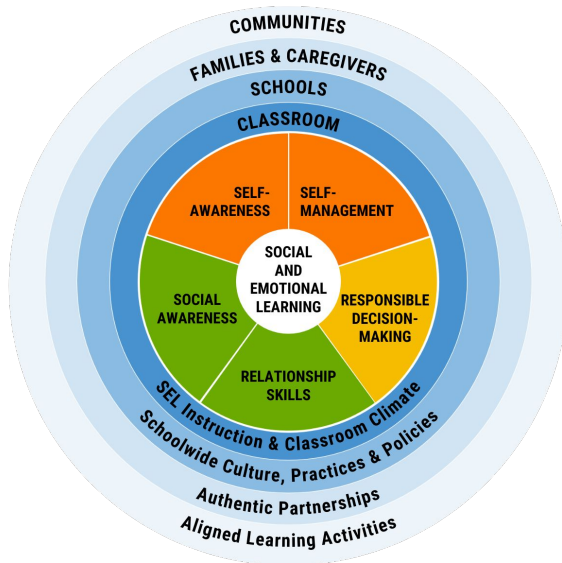 COMMUNITIES
FAMILIES & CAREGIVERS
SCHOOLS
CLASSROOM
SELF-
AWARENESS
SELF-
MANAGEMENT
SOCIAL
AND
EMOTIONAL
LEARNING
SOCIAL
AWARENESS
RESPONSIBLE
DECISION-
MAKING
RELATIONSHIP
SKILLS
SEL Instruction & Classroom Climate
Schoolwide Culture, Practices & Policies
Authentic Partnerships
Aligned Learning Activities